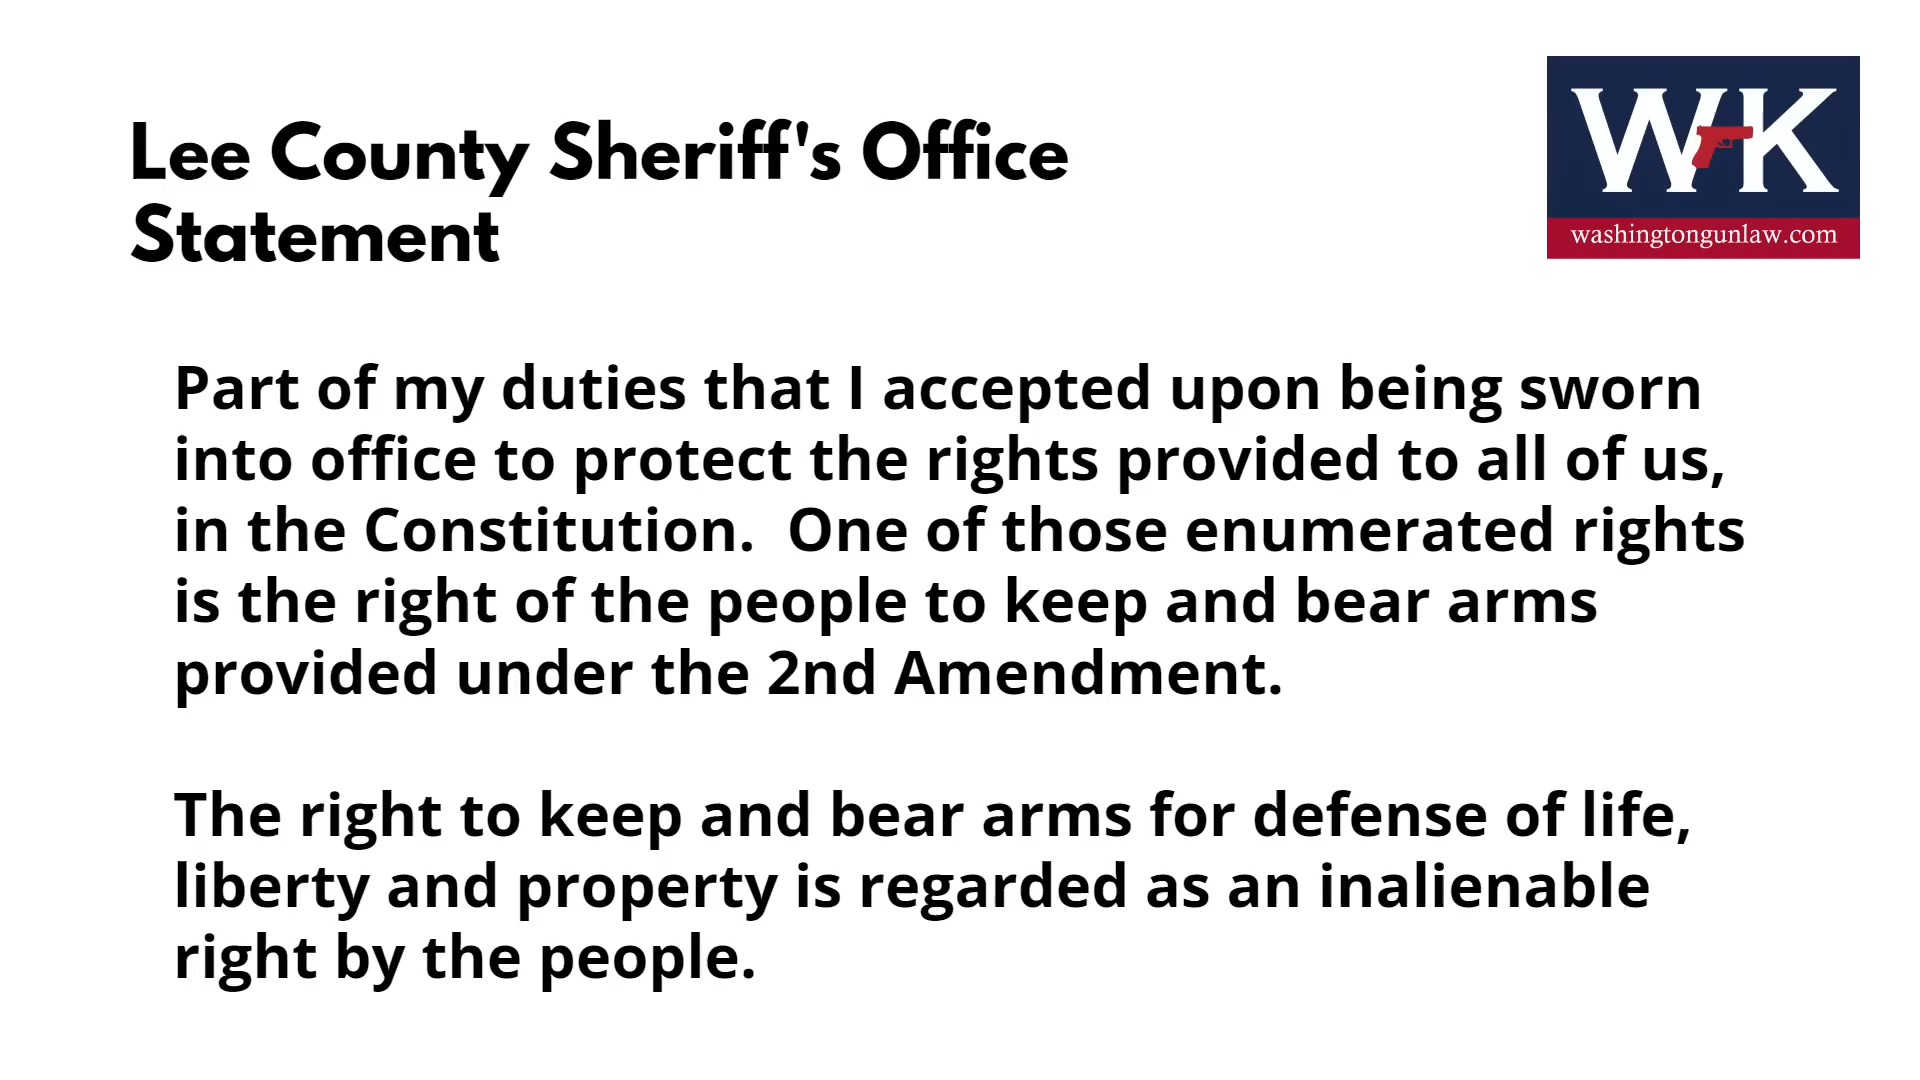 Lee County Sheriff's Office
Statement
WK
washingtongunlaw.com
Part of my duties that I accepted upon being sworn
into office to protect the rights provided to all of us,
in the Constitution.  One of those enumerated rights
is the right of the people to keep and bear arms
provided under the 2nd Amendment.
The right to keep and bear arms for defense of life,
liberty and property is regarded as an inalienable
right by the people.